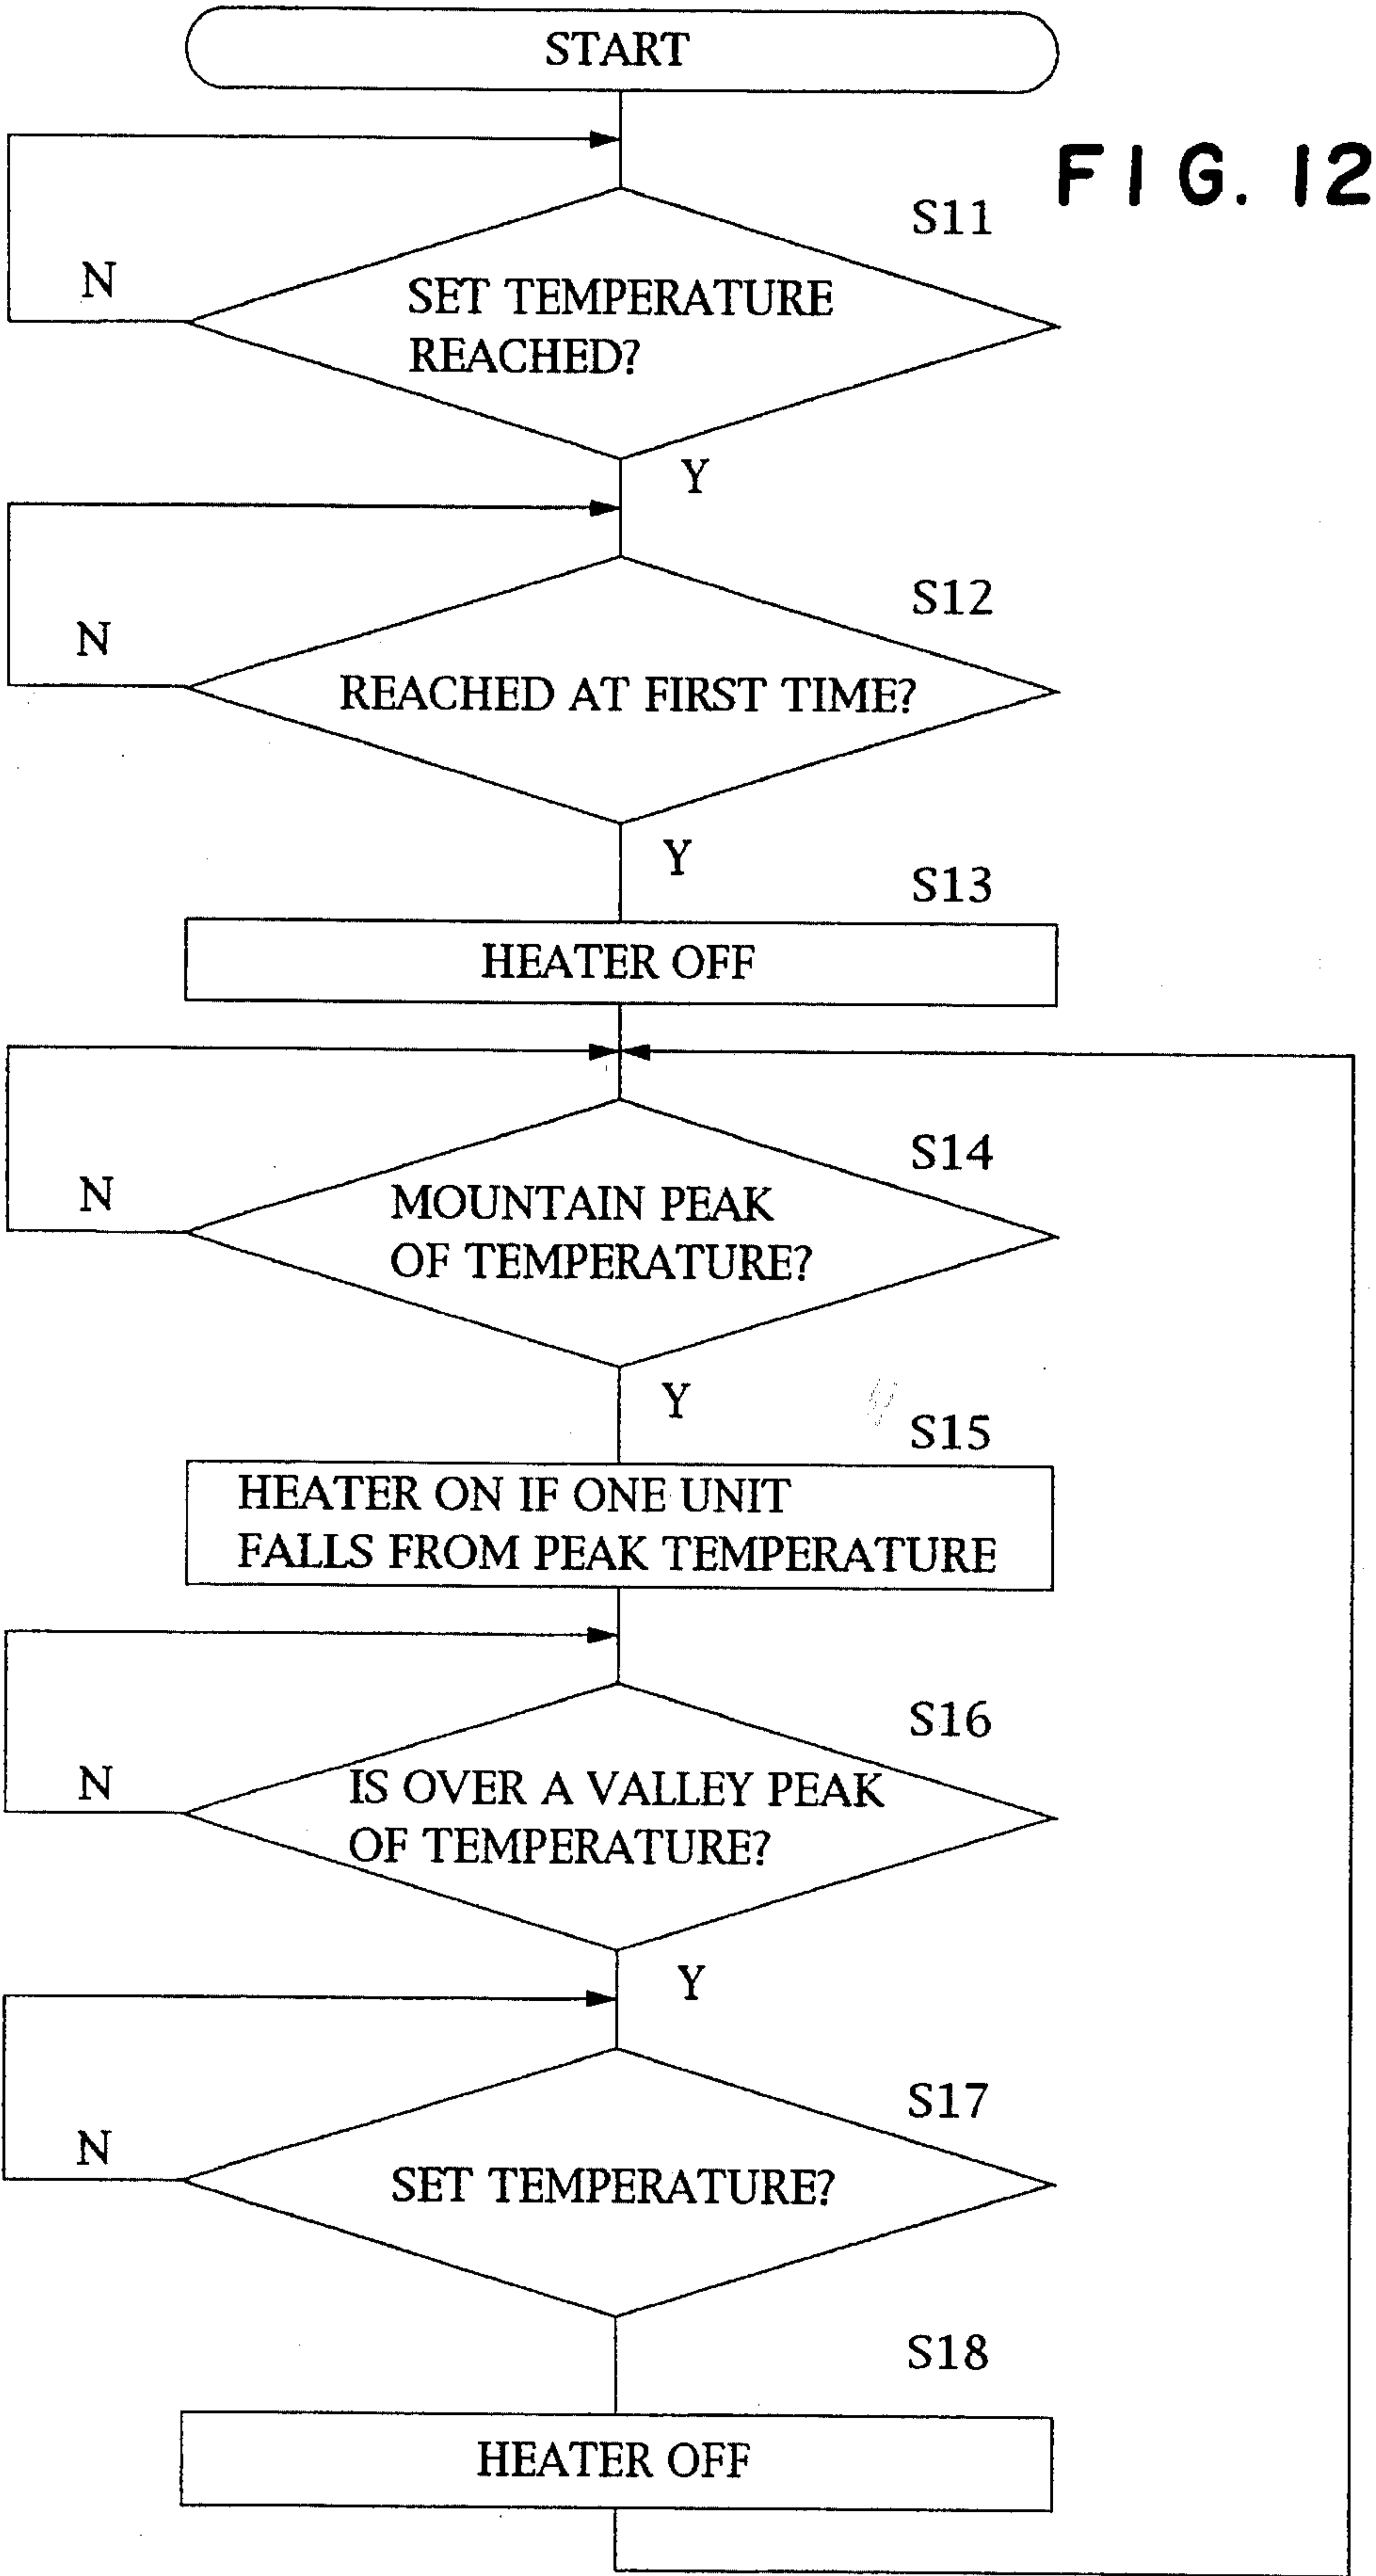 START
FIG. 12
S11
N
SET TEMPERATURE
REACHED?
Y
S12
N
REACHED AT FIRST TIME?
Y
S13
HEATER OFF
S14
N
MOUNTAIN PEAK
OF TEMPERATURE?
Y
S15
HEATER ON IF ONE UNIT
FALLS FROM PEAK TEMPERATURE
S16
N
IS OVER A VALLEY PEAK
OF TEMPERATURE?
Y
S17
N
SET TEMPERATURE?
S18
HEATER OFF